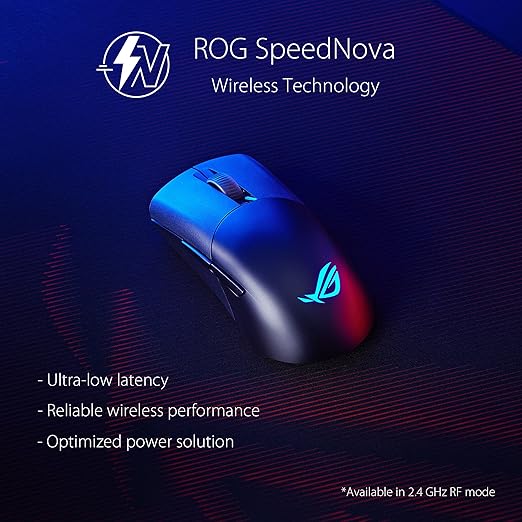 ROG SpeedNova
Wireless Technology
- Ultra-low latency
- Reliable wireless performance
- Optimized power solution
*Available in 2.4 GHz RF mode